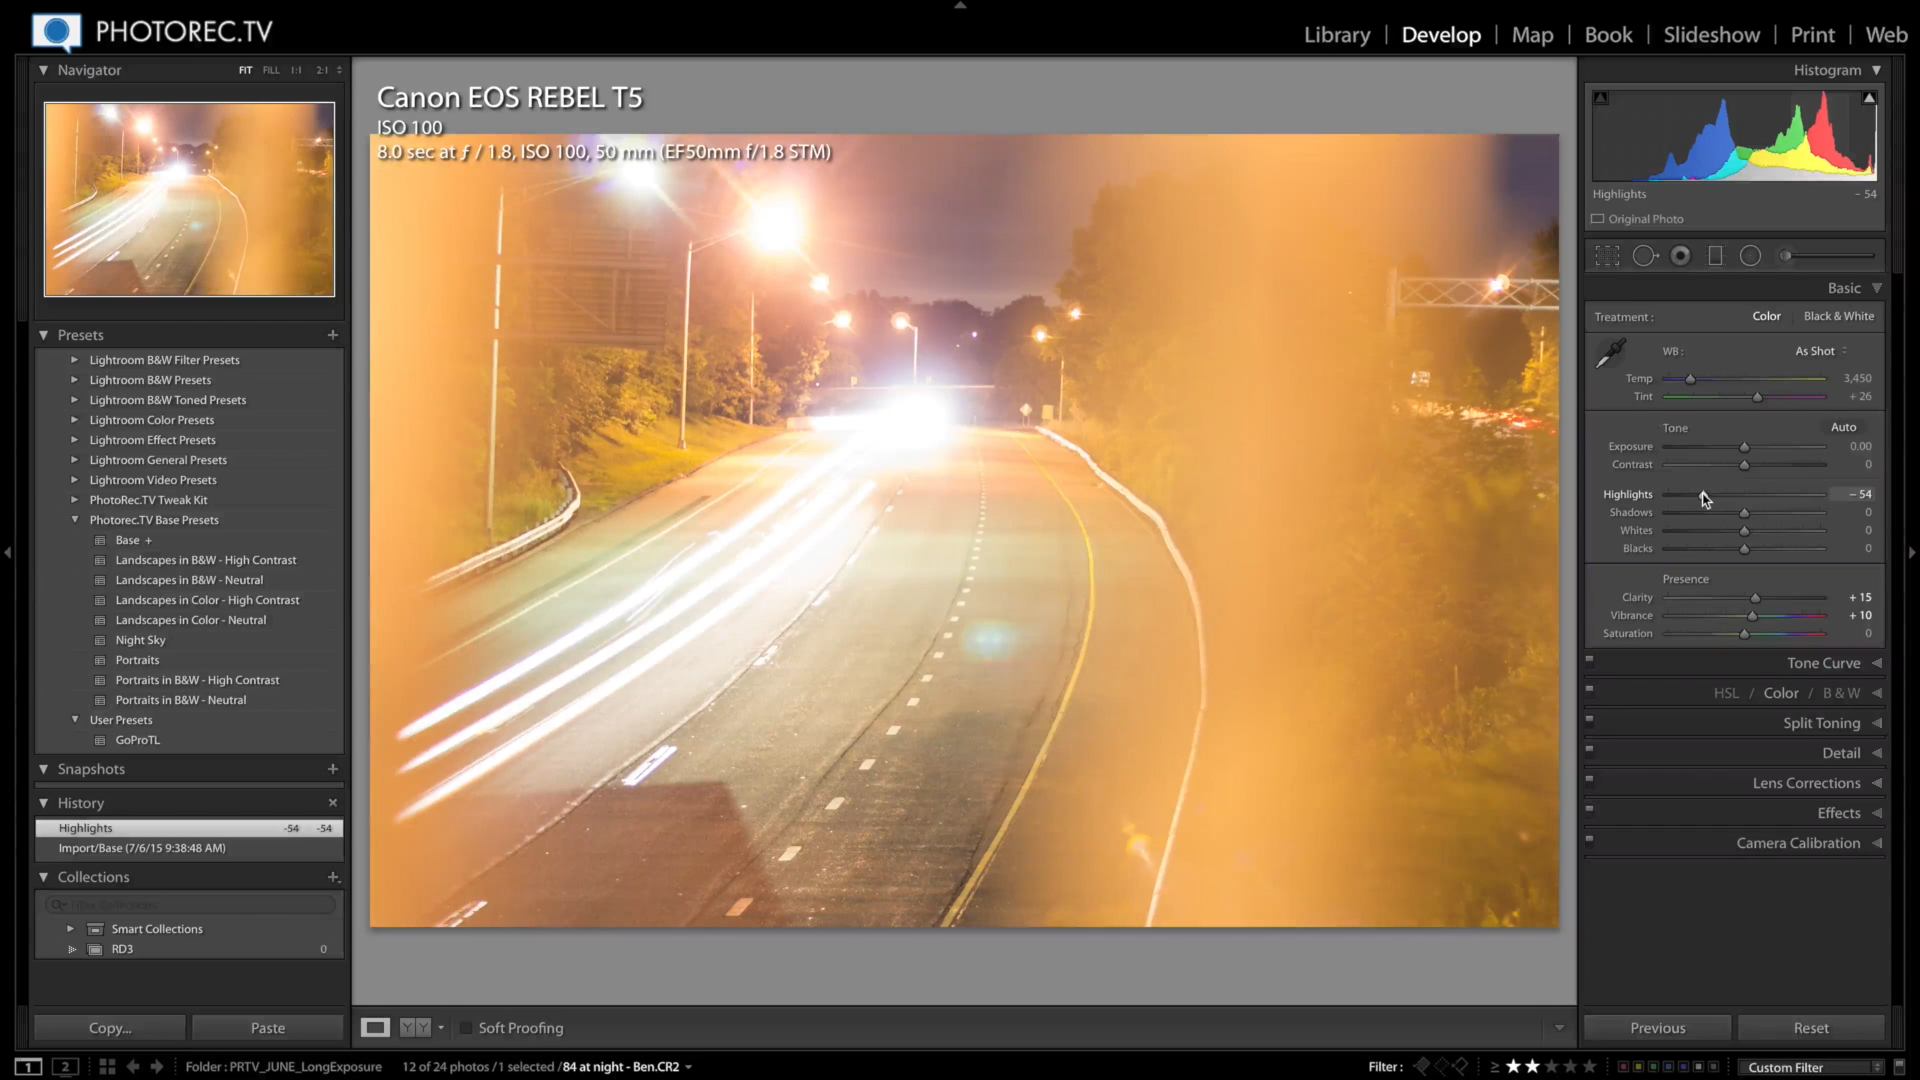 PHOTOREC.TV
Library | Develop | Map | Book | Slideshow | Print | Web
Navigator FIT FILL 1:1 2:1
Canon EOS REBEL T5
ISO 100
8.0 sec at ƒ / 1.8, ISO 100, 50 mm (EF50mm f/1.8 STM)
Presets
Lightroom B&W Filter Presets
Lightroom B&W Presets
Lightroom B&W Toned Presets
Lightroom Color Presets
Lightroom Effect Presets
Lightroom General Presets
Lightroom Video Presets
PhotoRec.TV Tweak Kit
Photorec.TV Base Presets
Base +
Landscapes in B&W - High Contrast
Landscapes in B&W - Neutral
Landscapes in Color - High Contrast
Landscapes in Color - Neutral
Night Sky
Portraits
Portraits in B&W - High Contrast
Portraits in B&W - Neutral
User Presets
GoProTL
Snapshots
History
Highlights -54 -54
Import/Base (7/6/15 9:38:48 AM)
Collections
Filter Collections
Smart Collections
RD3 0
Copy... Paste
Soft Proofing
Histogram
Highlights - 54
Original Photo
Basic
Treatment : Color Black & White
WB : As Shot
Temp 3,450
Tint + 26
Tone Auto
Exposure 0.00
Contrast 0
Highlights - 54
Shadows 0
Whites 0
Blacks 0
Presence
Clarity + 15
Vibrance + 10
Saturation 0
Tone Curve
HSL / Color / B & W
Split Toning
Detail
Lens Corrections
Effects
Camera Calibration
Previous Reset
1 2 Folder : PRTV_JUNE_LongExposure 12 of 24 photos / 1 selected / 84 at night - Ben.CR2 Filter : ≥ Custom Filter